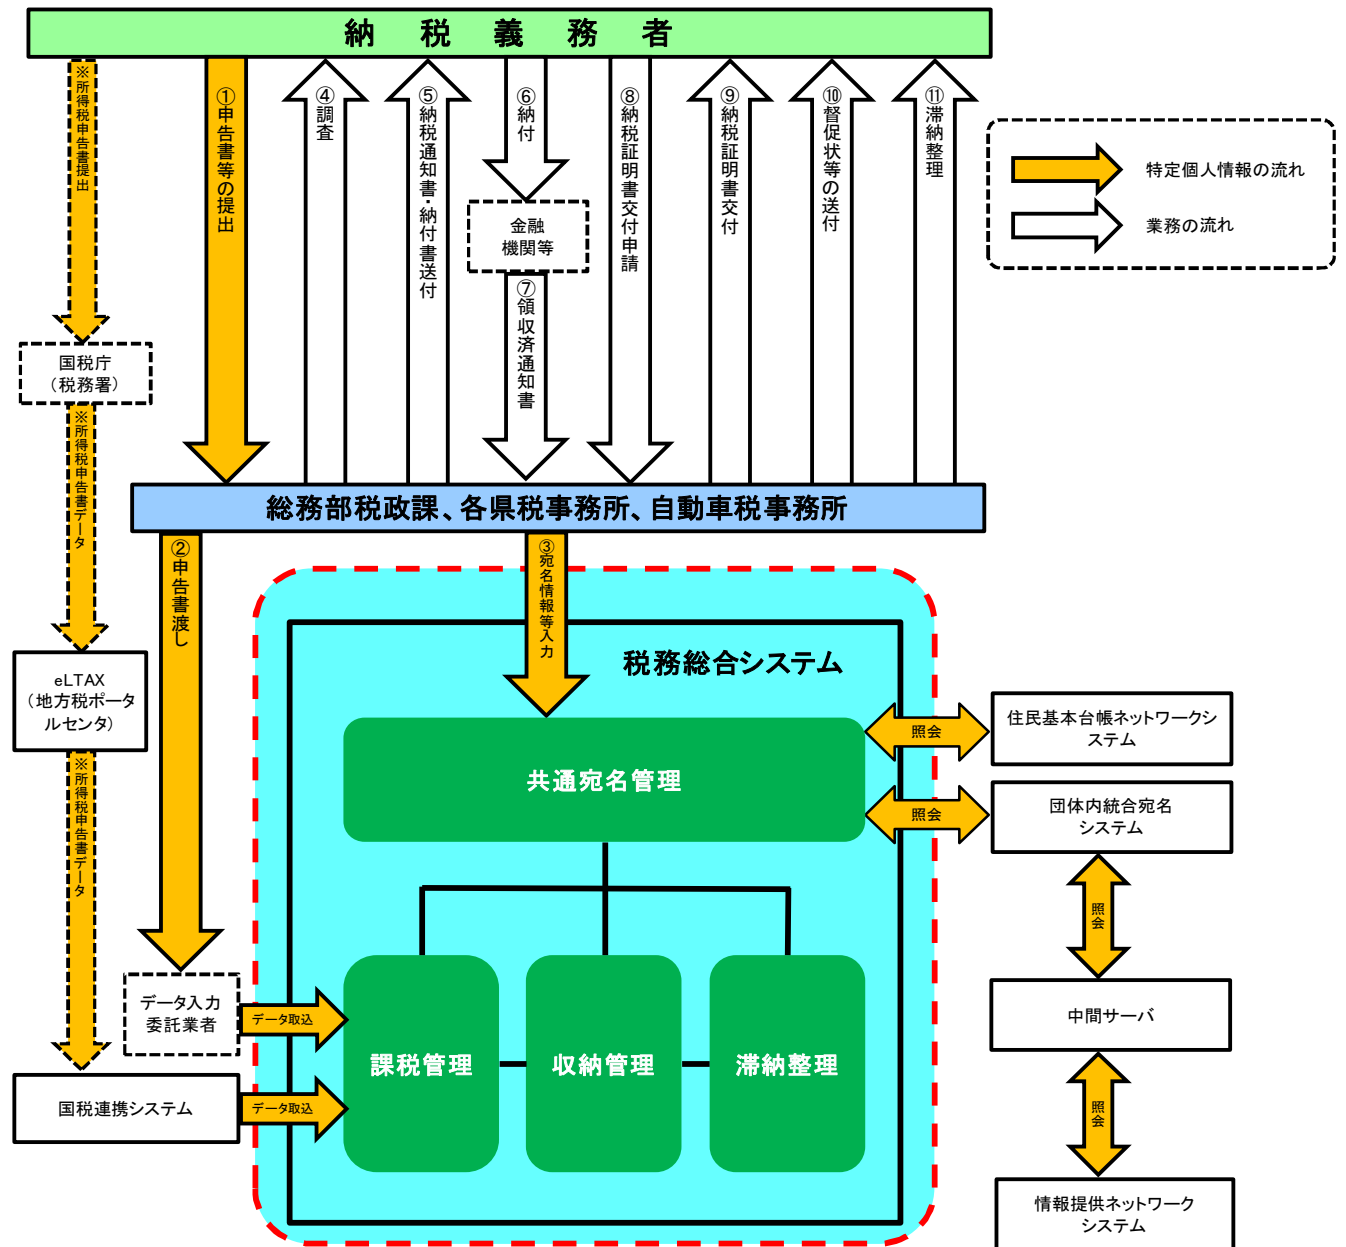 納税義務者
※所得税申告書提出
①申告書等の提出
④調査
⑤納税通知書・納付書送付
⑥納付
⑧納税証明書交付申請
⑨納税証明書交付
⑩督促状等の送付
⑪滞納整理
特定個人情報の流れ
業務の流れ
金融
機関等
⑦領収済通知書
国税庁
（税務署）
※所得税申告書データ
総務部税政課、各県税事務所、自動車税事務所
②申告書渡し
③宛名情報等入力
税務総合システム
eLTAX
（地方税ポータ
ルセンタ）
※所得税申告書データ
共通宛名管理
照会
住民基本台帳ネットワークシ
ステム
照会
団体内統合宛名
システム
照会
中間サーバ
照会
情報提供ネットワーク
システム
データ入力
委託業者
データ取込
国税連携システム
データ取込
課税管理
収納管理
滞納整理